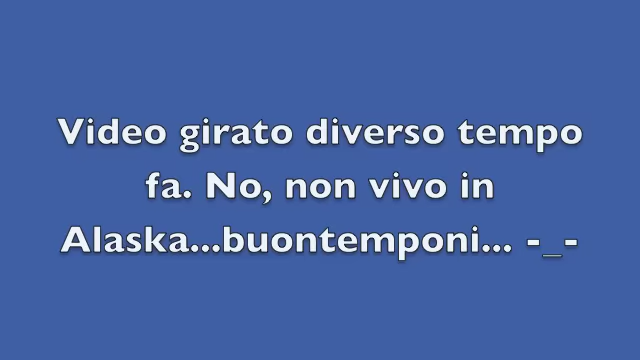 Video girato diverso tempo
fa. No, non vivo in
Alaska...buontemponi... -_-